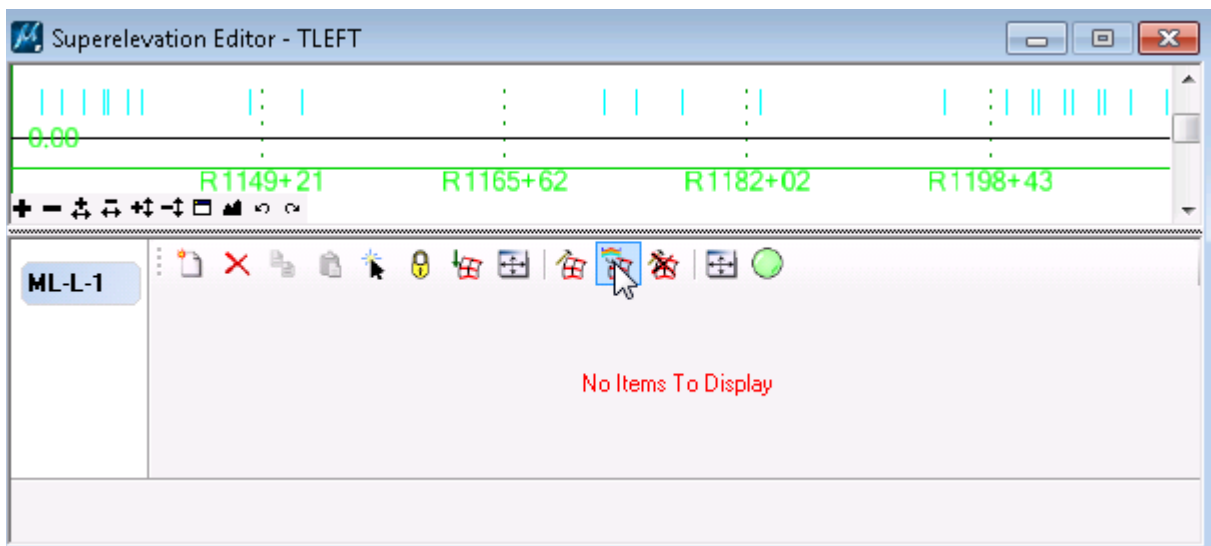 Superelevation Editor - TLEFT
0.00
R1149+21 R1165+62 R1182+02 R1198+43
ML-L-1
No Items To Display